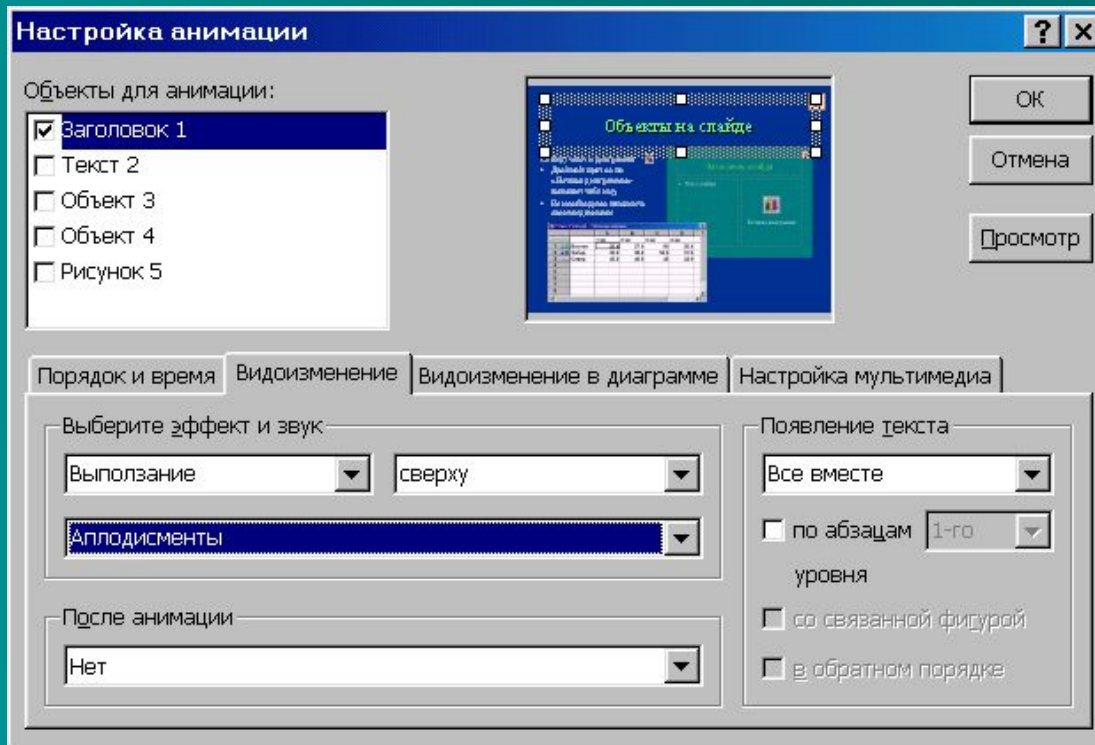 Настройка анимации
Объекты для анимации:
Заголовок 1
Текст 2
Объект 3
Объект 4
Рисунок 5
Объекты на слайде
ОК
Отмена
Просмотр
Порядок и время
Видоизменение
Видоизменение в диаграмме
Настройка мультимедиа
Выберите эффект и звук
Выползание
сверху
Аплодисменты
После анимации
Нет
Появление текста
Все вместе
по абзацам 1-го
уровня
со связанной фигурой
в обратном порядке